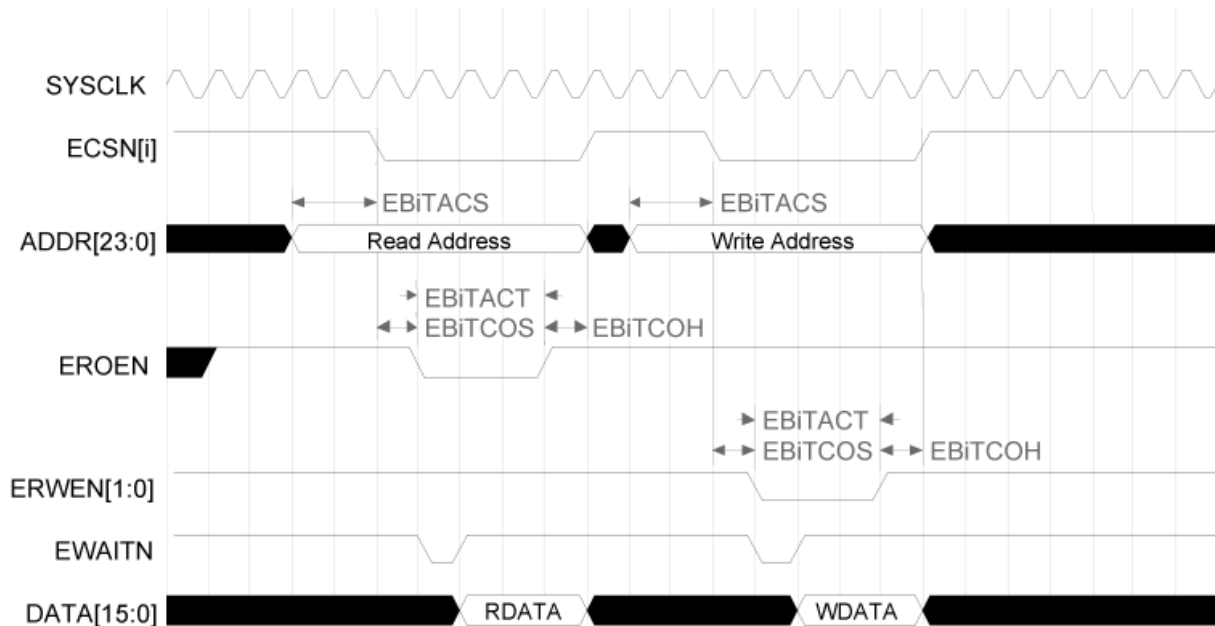 SYSCLK
ECSN[i]
EBiTACS EBiTACS
ADDR[23:0] Read Address Write Address
EBiTACT
EBiTCOS EBiTCOH
EROEN
EBiTACT
EBiTCOS EBiTCOH
ERWEN[1:0]
EWAITN
DATA[15:0] RDATA WDATA